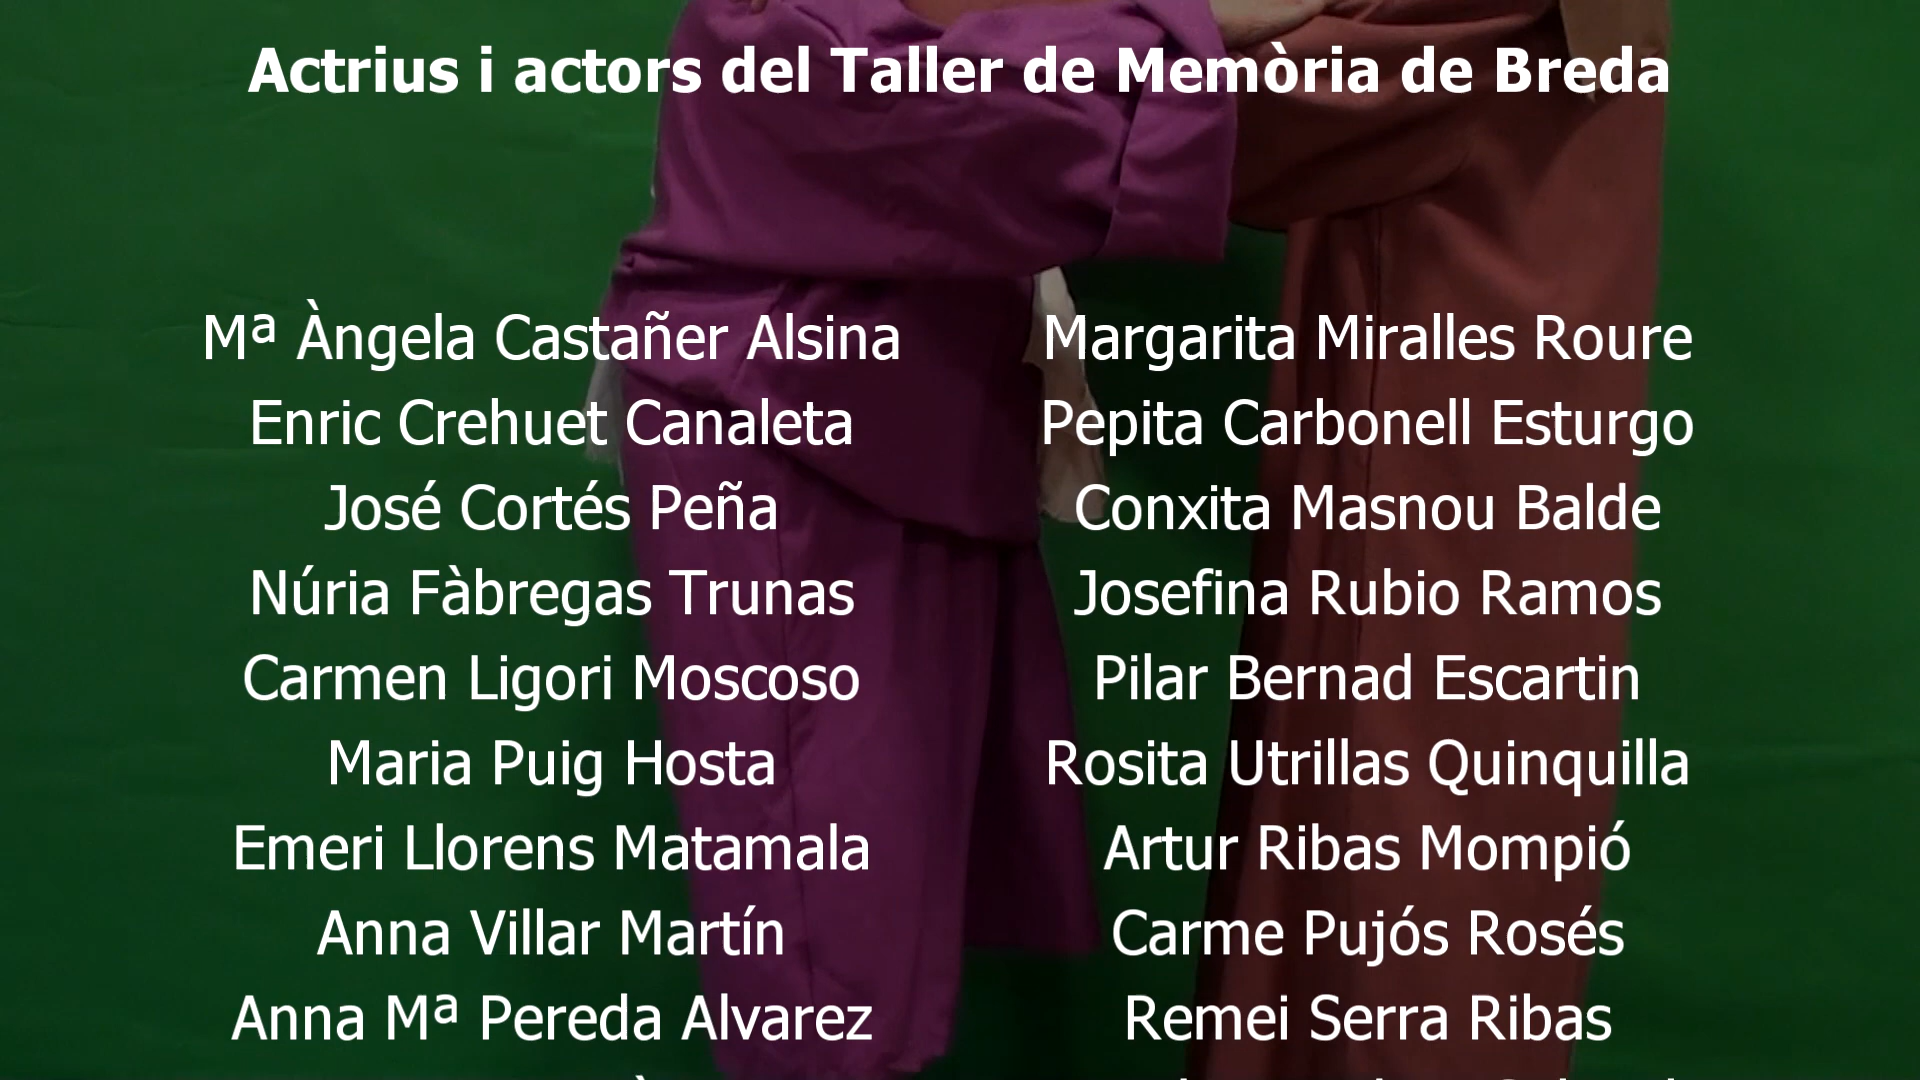 Actrius i actors del Taller de Memòria de Breda
Mª Àngela Castañer Alsina
Enric Crehuet Canaleta
José Cortés Peña
Núria Fàbregas Trunas
Carmen Ligori Moscoso
Maria Puig Hosta
Emeri Llorens Matamala
Anna Villar Martín
Anna Mª Pereda Alvarez
Margarita Miralles Roure
Pepita Carbonell Esturgo
Conxita Masnou Balde
Josefina Rubio Ramos
Pilar Bernad Escartin
Rosita Utrillas Quinquilla
Artur Ribas Mompió
Carme Pujós Rosés
Remei Serra Ribas